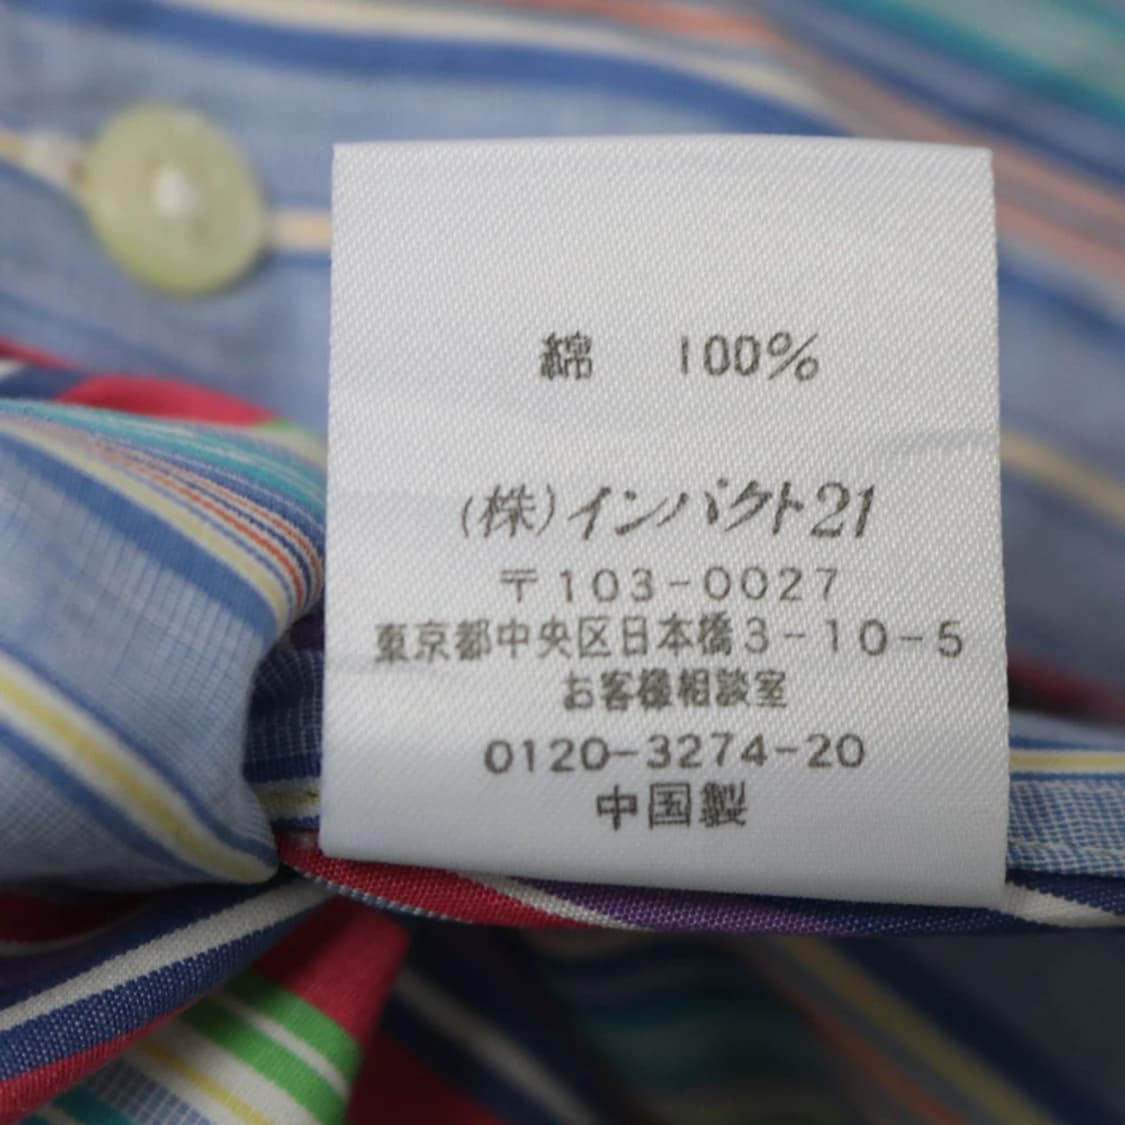 綿 100%
(株)インパクト21
〒103-0027
東京都中央区日本橋3-10-5
お客様相談室
0120-3274-20
中国製